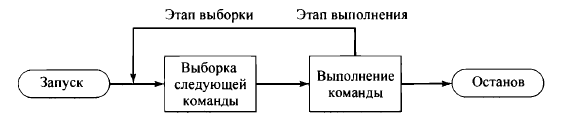 Этап выборки
Этап выполнения
Запуск
Выборка
следующей
команды
Выполнение
команды
Останов